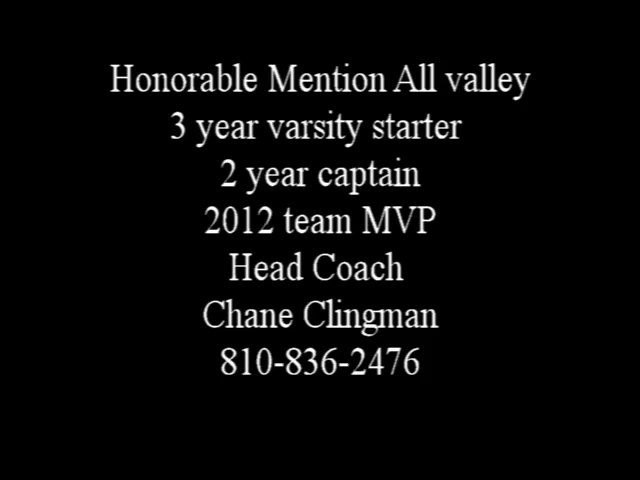 Honorable Mention All valley
3 year varsity starter
2 year captain
2012 team MVP
Head Coach
Chane Clingman
810-836-2476